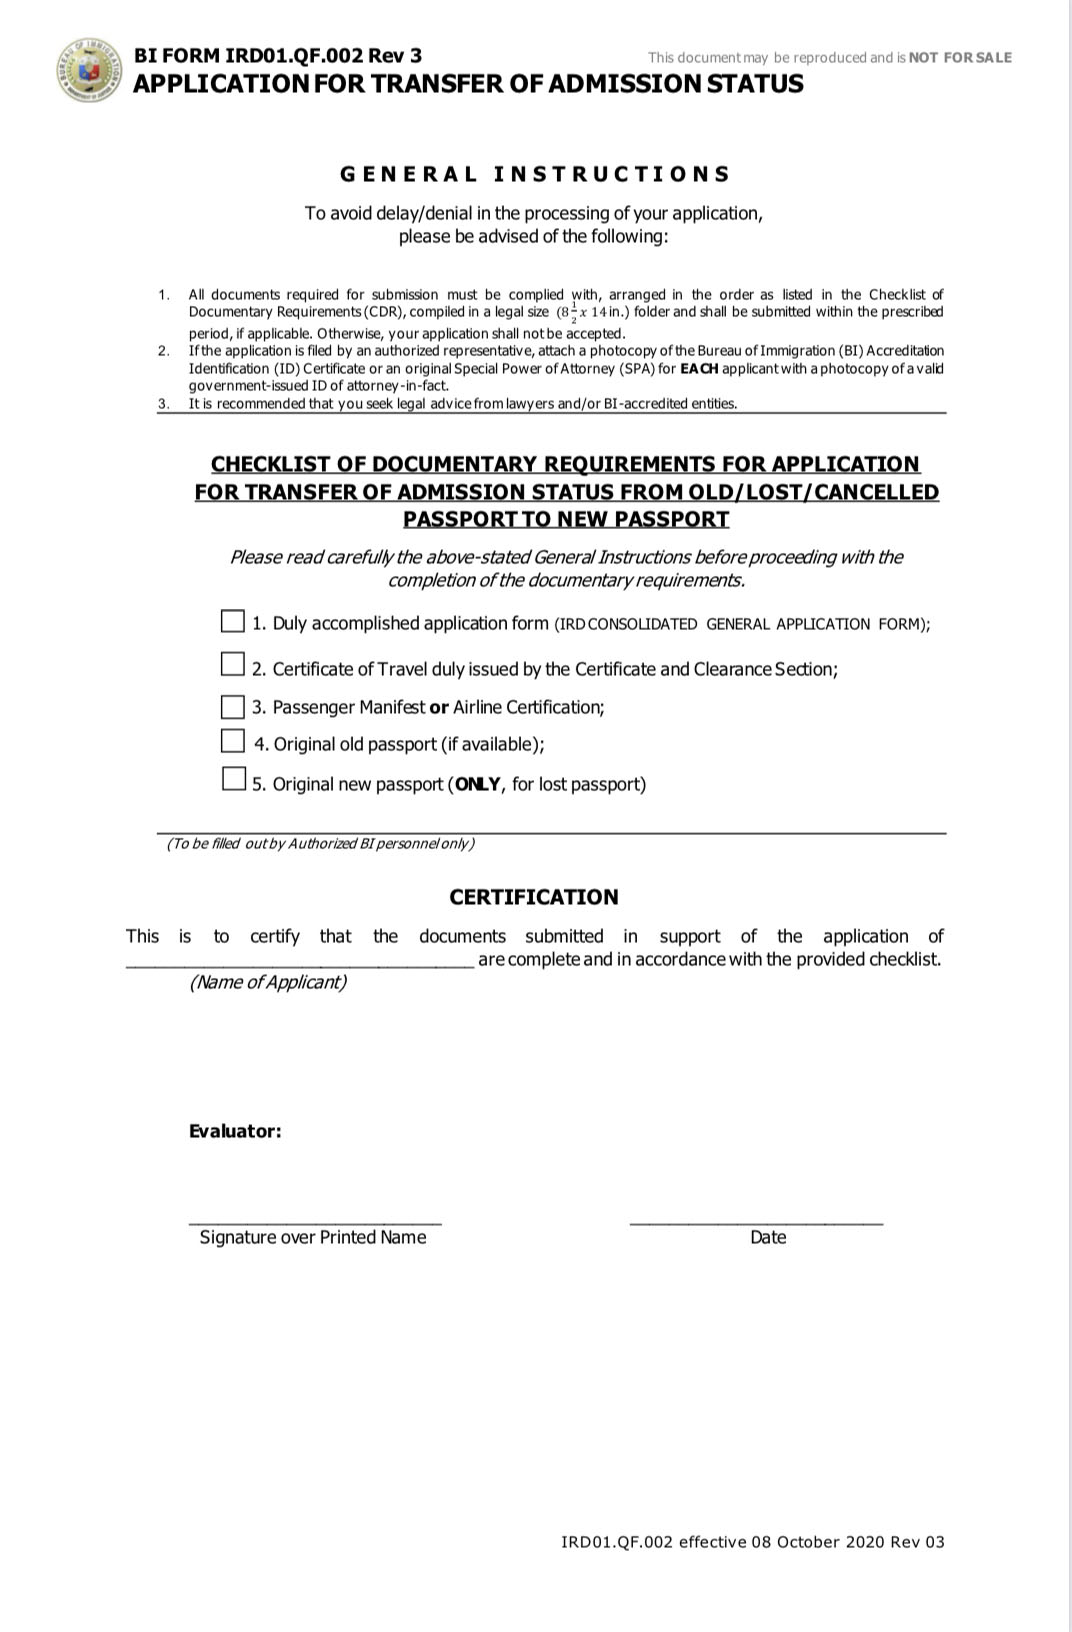 BI FORM IRD01.QF.002 Rev 3
This document may be reproduced and is NOT FOR SALE
APPLICATION FOR TRANSFER OF ADMISSION STATUS
GENERAL INSTRUCTIONS
To avoid delay/denial in the processing of your application,
please be advised of the following:
1. All documents required for submission must be complied with, arranged in the order as listed in the Checklist of
Documentary Requirements (CDR), compiled in a legal size (8 1/2 x 14 in.) folder and shall be submitted within the prescribed
period, if applicable. Otherwise, your application shall not be accepted.
2. If the application is filed by an authorized representative, attach a photocopy of the Bureau of Immigration (BI) Accreditation
Identification (ID) Certificate or an original Special Power of Attorney (SPA) for EACH applicant with a photocopy of a valid
government-issued ID of attorney-in-fact.
3. It is recommended that you seek legal advice from lawyers and/or BI-accredited entities.
CHECKLIST OF DOCUMENTARY REQUIREMENTS FOR APPLICATION
FOR TRANSFER OF ADMISSION STATUS FROM OLD/LOST/CANCELLED
PASSPORT TO NEW PASSPORT
Please read carefully the above-stated General Instructions before proceeding with the
completion of the documentary requirements.
1. Duly accomplished application form (IRD CONSOLIDATED GENERAL APPLICATION FORM);
2. Certificate of Travel duly issued by the Certificate and Clearance Section;
3. Passenger Manifest or Airline Certification;
4. Original old passport (if available);
5. Original new passport (ONLY, for lost passport)
(To be filled out by Authorized BI personnel only)
CERTIFICATION
This is to certify that the documents submitted in support of the application of
are complete and in accordance with the provided checklist.
(Name of Applicant)
Evaluator:
Signature over Printed Name
Date
IRD01.QF.002 effective 08 October 2020 Rev 03